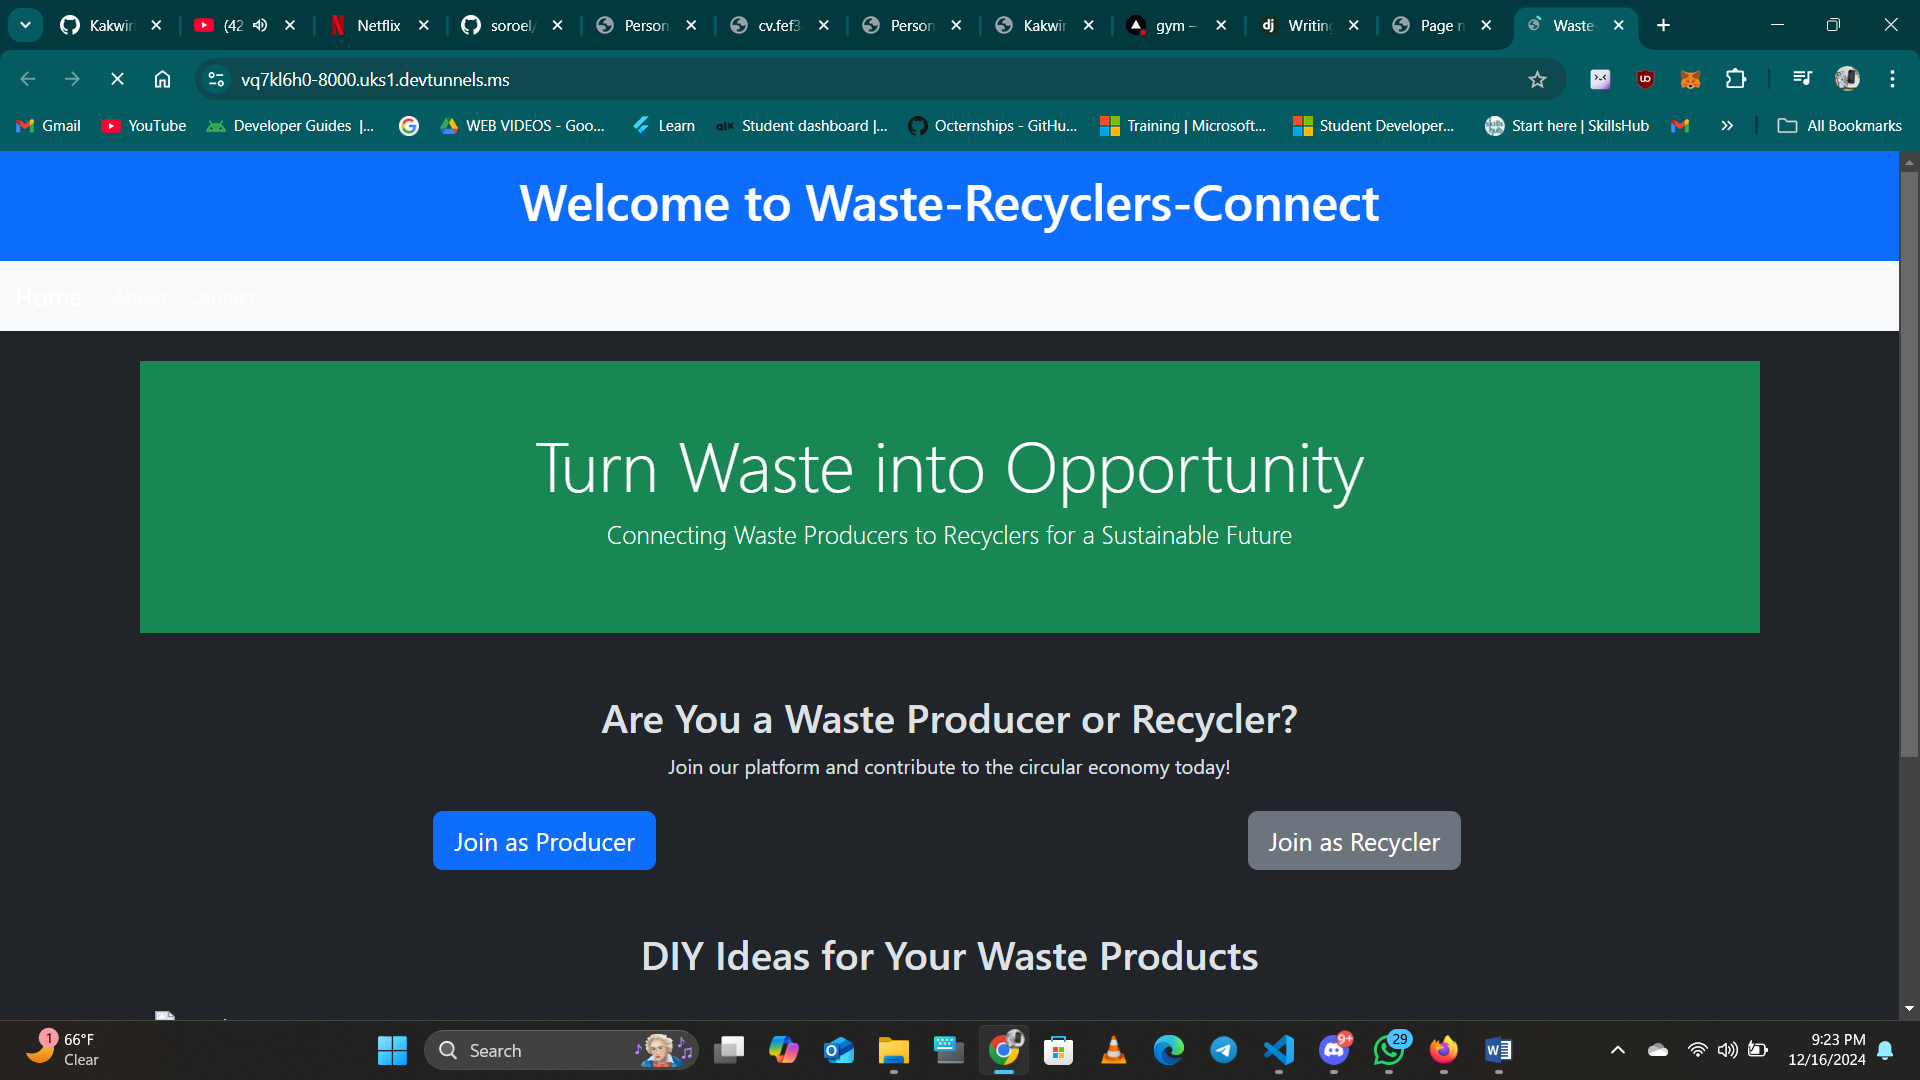 Kakwir
(42
Netflix
soroel/
Person
cv.fef3
Person
Kakwir
gym –
Writing
Page n
Waste-
vq7kl6h0-8000.uks1.devtunnels.ms
Gmail YouTube Developer Guides |... WEB VIDEOS - Goo... Learn Student dashboard |... Octernships - GitHu... Training | Microsoft... Student Developer... Start here | SkillsHub All Bookmarks
Welcome to Waste-Recyclers-Connect
Home About Contact
Turn Waste into Opportunity
Connecting Waste Producers to Recyclers for a Sustainable Future
Are You a Waste Producer or Recycler?
Join our platform and contribute to the circular economy today!
Join as Producer Join as Recycler
DIY Ideas for Your Waste Products
1 66°F
Clear
Search
9+
29
9:23 PM
12/16/2024